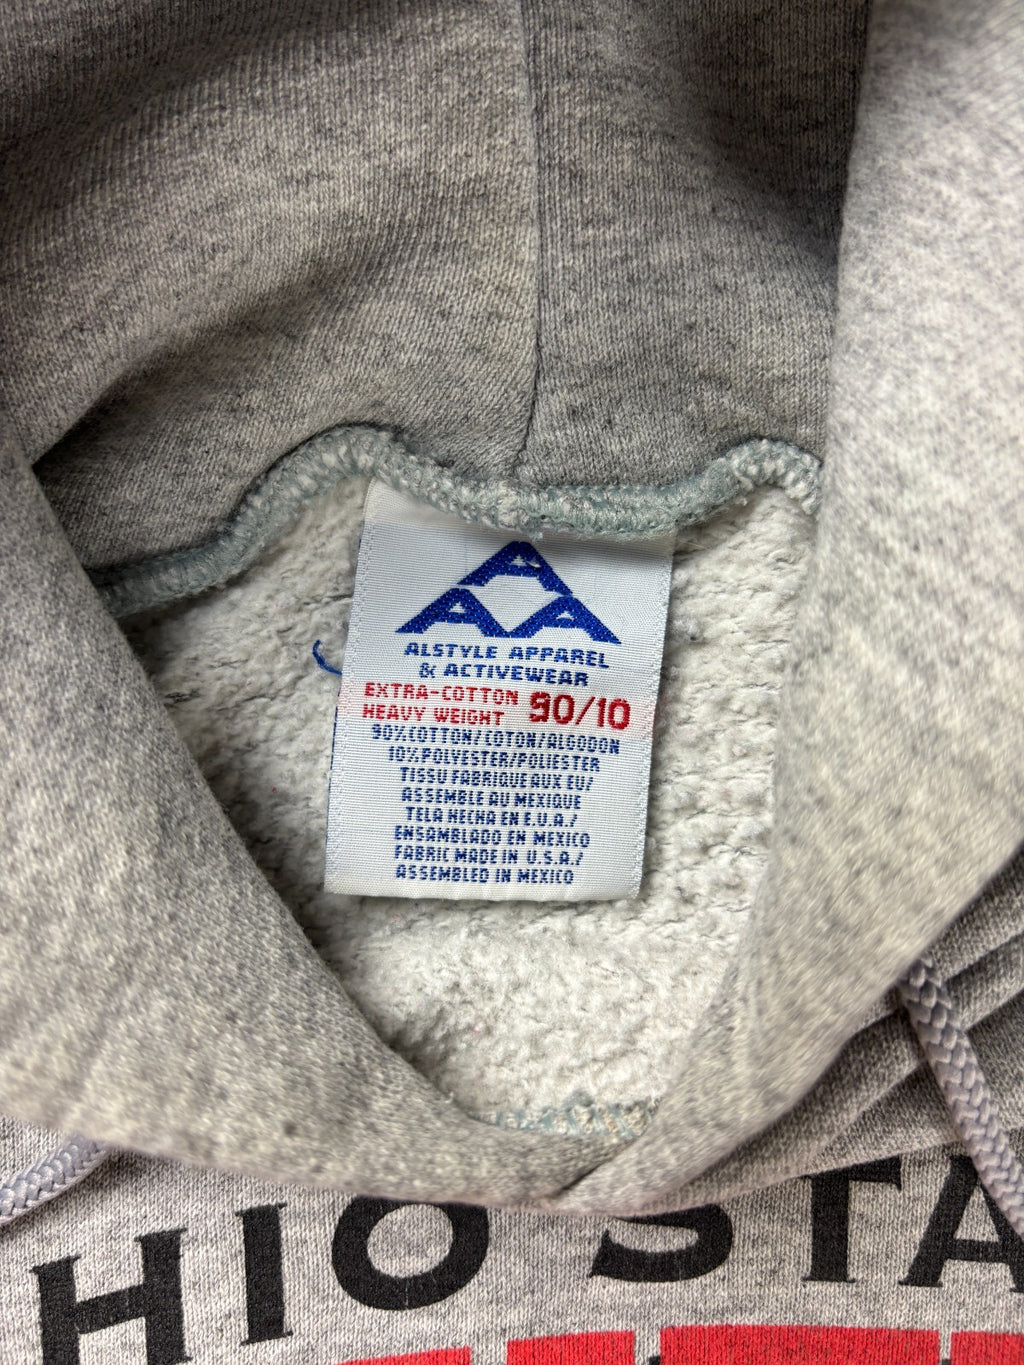 A
A A
ALSTYLE APPAREL
& ACTIVEWEAR
EXTRA-COTTON 90/10
HEAVY WEIGHT
90%COTTON/COTON/ALGODON
10%POLYESTER/POLIESTER
TISSU FABRIQUE AUX EU/
ASSEMBLE AU MEXIQUE
TELA HECHA EN E.U.A./
ENSAMBLADO EN MEXICO
FABRIC MADE IN U.S.A./
ASSEMBLED IN MEXICO
HIO STA